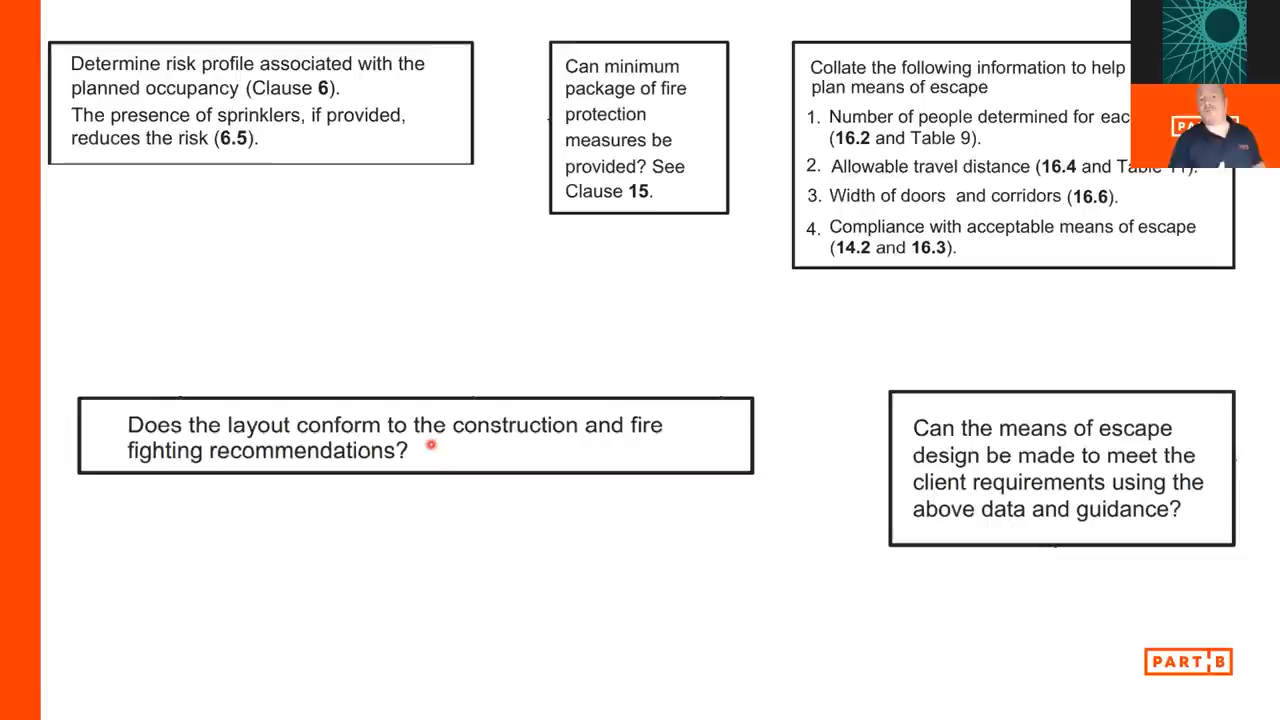 Determine risk profile associated with the
planned occupancy (Clause 6).
The presence of sprinklers, if provided,
reduces the risk (6.5).
Can minimum
package of fire
protection
measures be
provided? See
Clause 15.
Collate the following information to help
plan means of escape
1. Number of people determined for
(16.2 and Table 9).
2. Allowable travel distance (16.4 and
3. Width of doors and corridors (16.6).
4. Compliance with acceptable means of escape
(14.2 and 16.3).
Does the layout conform to the construction and fire
fighting recommendations?
Can the means of escape
design be made to meet the
client requirements using the
above data and guidance?
PART B